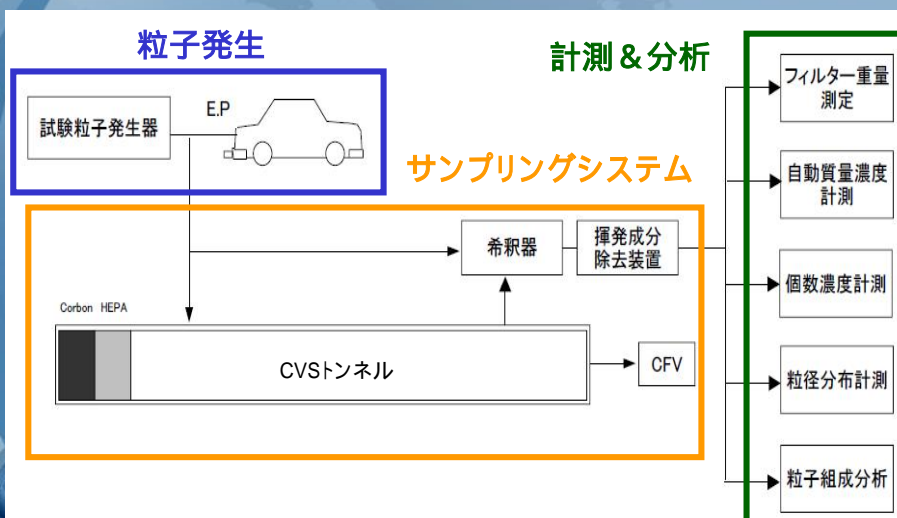 粒子発生
計測＆分析
試験粒子発生器
E.P
サンプリングシステム
希釈器
揮発成分
除去装置
Corbon HEPA
CVSトンネル
CFV
フィルター重量
測定
自動質量濃度
計測
個数濃度計測
粒径分布計測
粒子組成分析